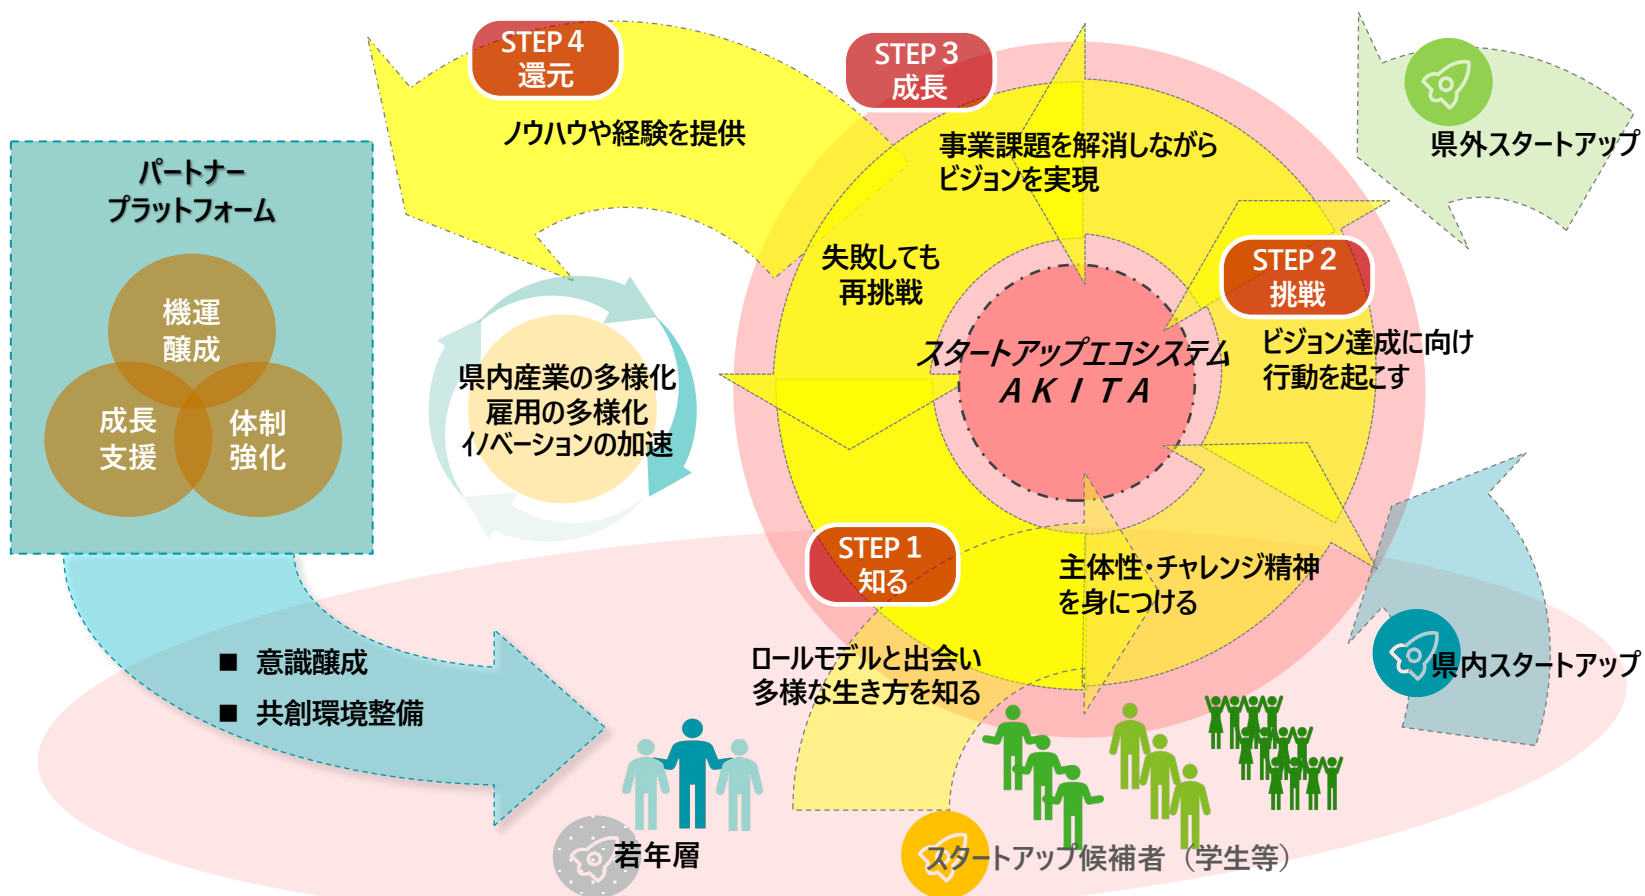 STEP 4
還元
ノウハウや経験を提供
STEP 3
成長
事業課題を解消しながら
ビジョンを実現
県外スタートアップ
パートナー
プラットフォーム
機運
醸成
成長
支援
体制
強化
失敗しても
再挑戦
STEP 2
挑戦
ビジョン達成に向け
行動を起こす
スタートアップエコシステム
AKITA
県内産業の多様化
雇用の多様化
イノベーションの加速
STEP 1
知る
主体性・チャレンジ精神
を身につける
ロールモデルと出会い
多様な生き方を知る
県内スタートアップ
■ 意識醸成
■ 共創環境整備
若年層
スタートアップ候補者（学生等）